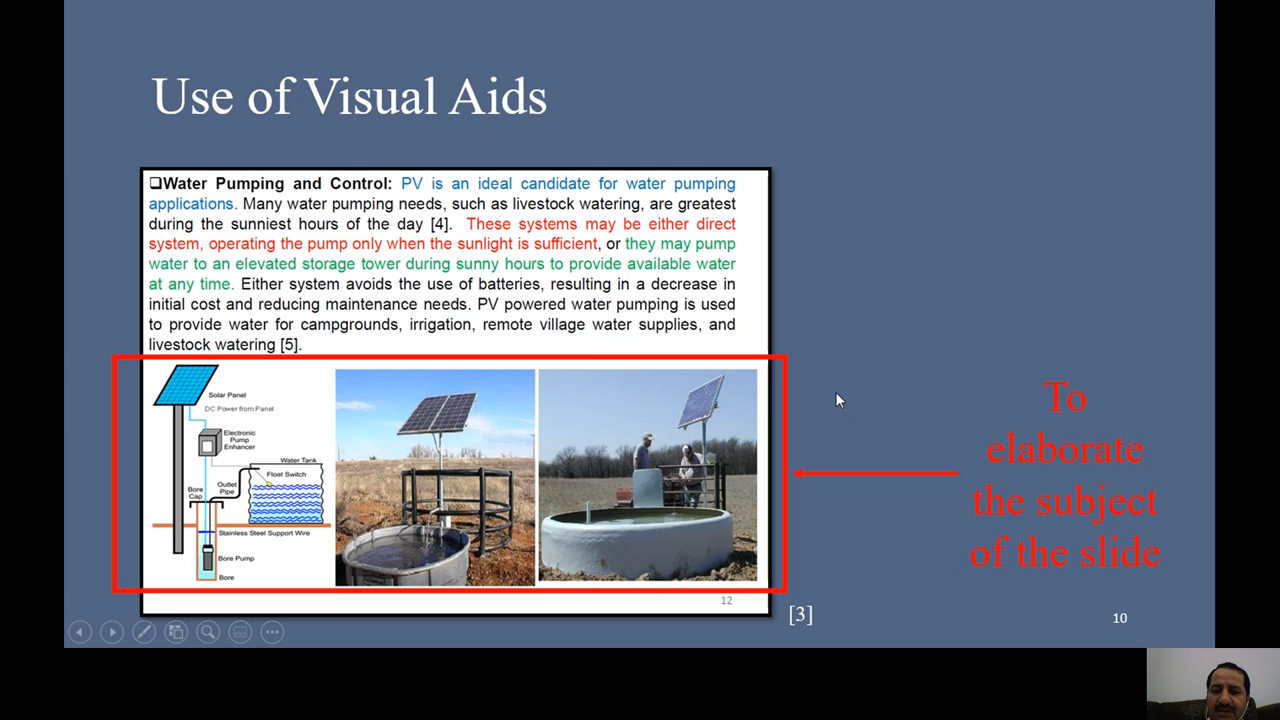 Use of Visual Aids
❑Water Pumping and Control: PV is an ideal candidate for water pumping
applications. Many water pumping needs, such as livestock watering, are greatest
during the sunniest hours of the day [4]. These systems may be either direct
system, operating the pump only when the sunlight is sufficient, or they may pump
water to an elevated storage tower during sunny hours to provide available water
at any time. Either system avoids the use of batteries, resulting in a decrease in
initial cost and reducing maintenance needs. PV powered water pumping is used
to provide water for campgrounds, irrigation, remote village water supplies, and
livestock watering [5].
Solar Panel
DC Power from Panel
Electronic
Pump
Enhancer
Water Tank
Float Switch
Bore
Cap
Outlet
Pipe
Stainless Steel Support Wire
Bore Pump
Bore
12
To
elaborate
the subject
of the slide
[3]
10